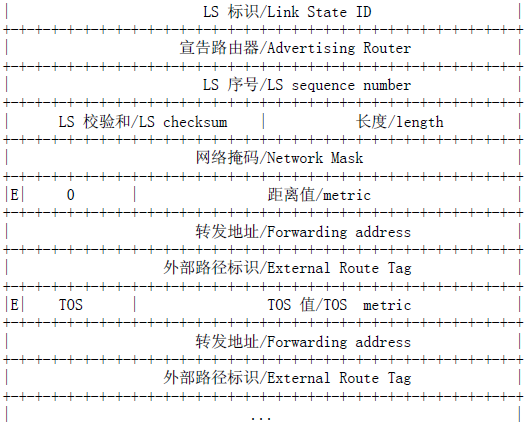 | LS 标识/Link State ID |
+-+-+-+-+-+-+-+-+-+-+-+-+-+-+-+-+-+-+-+-+-+-+-+-+-+-+-+-+-+-+-+-+
| 宣告路由器/Advertising Router |
+-+-+-+-+-+-+-+-+-+-+-+-+-+-+-+-+-+-+-+-+-+-+-+-+-+-+-+-+-+-+-+-+
| LS 序号/LS sequence number |
+-+-+-+-+-+-+-+-+-+-+-+-+-+-+-+-+-+-+-+-+-+-+-+-+-+-+-+-+-+-+-+-+
| LS 校验和/LS checksum | 长度/length |
+-+-+-+-+-+-+-+-+-+-+-+-+-+-+-+-+-+-+-+-+-+-+-+-+-+-+-+-+-+-+-+-+
| 网络掩码/Network Mask |
+-+-+-+-+-+-+-+-+-+-+-+-+-+-+-+-+-+-+-+-+-+-+-+-+-+-+-+-+-+-+-+-+
|E| 0 | 距离值/metric |
+-+-+-+-+-+-+-+-+-+-+-+-+-+-+-+-+-+-+-+-+-+-+-+-+-+-+-+-+-+-+-+-+
| 转发地址/Forwarding address |
+-+-+-+-+-+-+-+-+-+-+-+-+-+-+-+-+-+-+-+-+-+-+-+-+-+-+-+-+-+-+-+-+
| 外部路径标识/External Route Tag |
+-+-+-+-+-+-+-+-+-+-+-+-+-+-+-+-+-+-+-+-+-+-+-+-+-+-+-+-+-+-+-+-+
|E| TOS | TOS 值/TOS metric |
+-+-+-+-+-+-+-+-+-+-+-+-+-+-+-+-+-+-+-+-+-+-+-+-+-+-+-+-+-+-+-+-+
| 转发地址/Forwarding address |
+-+-+-+-+-+-+-+-+-+-+-+-+-+-+-+-+-+-+-+-+-+-+-+-+-+-+-+-+-+-+-+-+
| 外部路径标识/External Route Tag |
+-+-+-+-+-+-+-+-+-+-+-+-+-+-+-+-+-+-+-+-+-+-+-+-+-+-+-+-+-+-+-+-+
| ... |